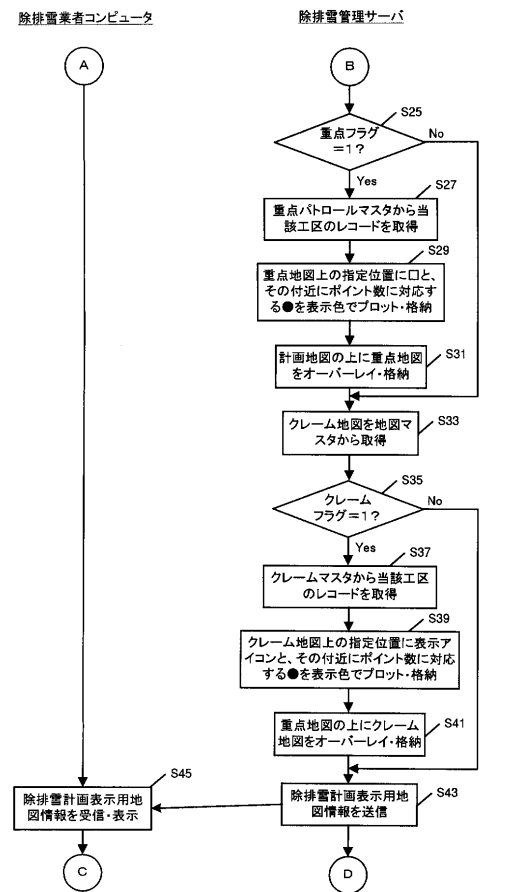 除排雪業者コンピュータ
除排雪管理サーバ
A
B
S25
重点フラグ
=1?
No
Yes
S27
重点パトロールマスタから当
該工区のレコードを取得
S29
重点地図上の指定位置に□と、
その付近にポイント数に対応す
る●を表示色でプロット・格納
S31
計画地図の上に重点地図
をオーバーレイ・格納
S33
クレーム地図を地図マ
スタから取得
S35
クレーム
フラグ=1?
No
Yes
S37
クレームマスタから当該工区
のレコードを取得
S39
クレーム地図上の指定位置に表示ア
イコンと、その付近にポイント数に対応
する●を表示色でプロット・格納
S41
重点地図の上にクレーム
地図をオーバーレイ・格納
S45
除排雪計画表示用地
図情報を受信・表示
S43
除排雪計画表示用地
図情報を送信
C
D